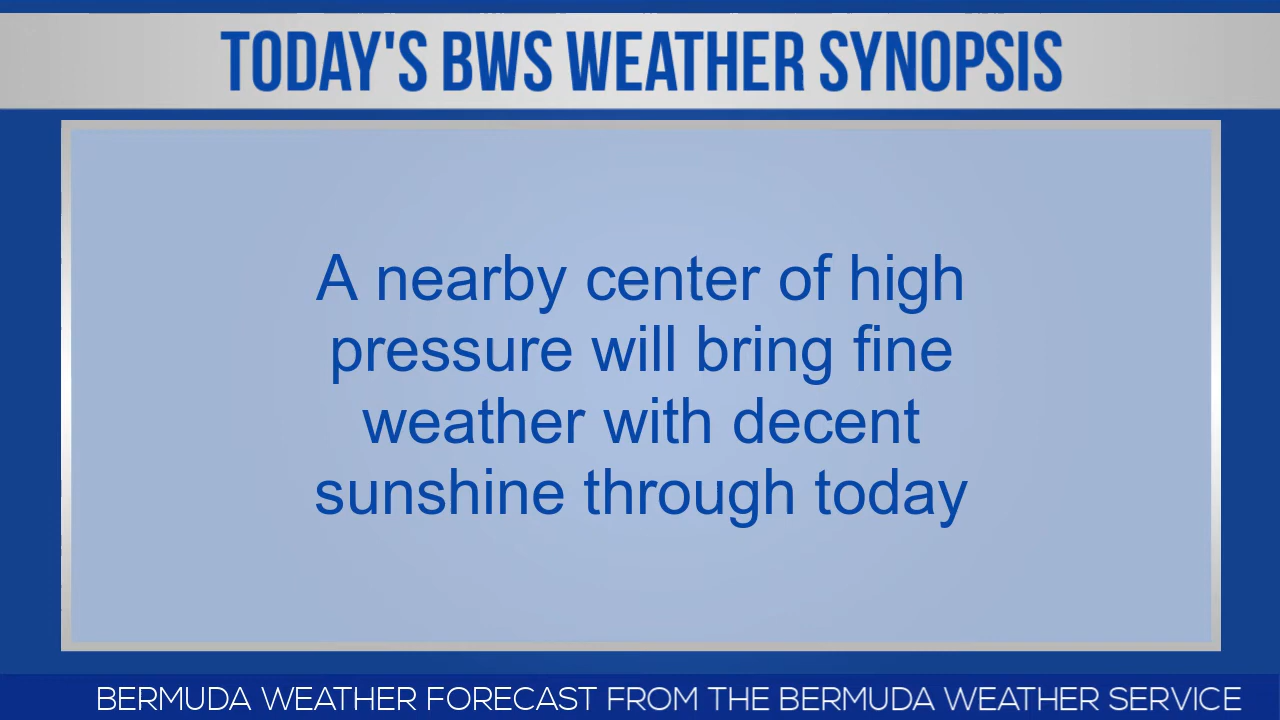 TODAY'S BWS WEATHER SYNOPSIS
A nearby center of high
pressure will bring fine
weather with decent
sunshine through today
BERMUDA WEATHER FORECAST FROM THE BERMUDA WEATHER SERVICE